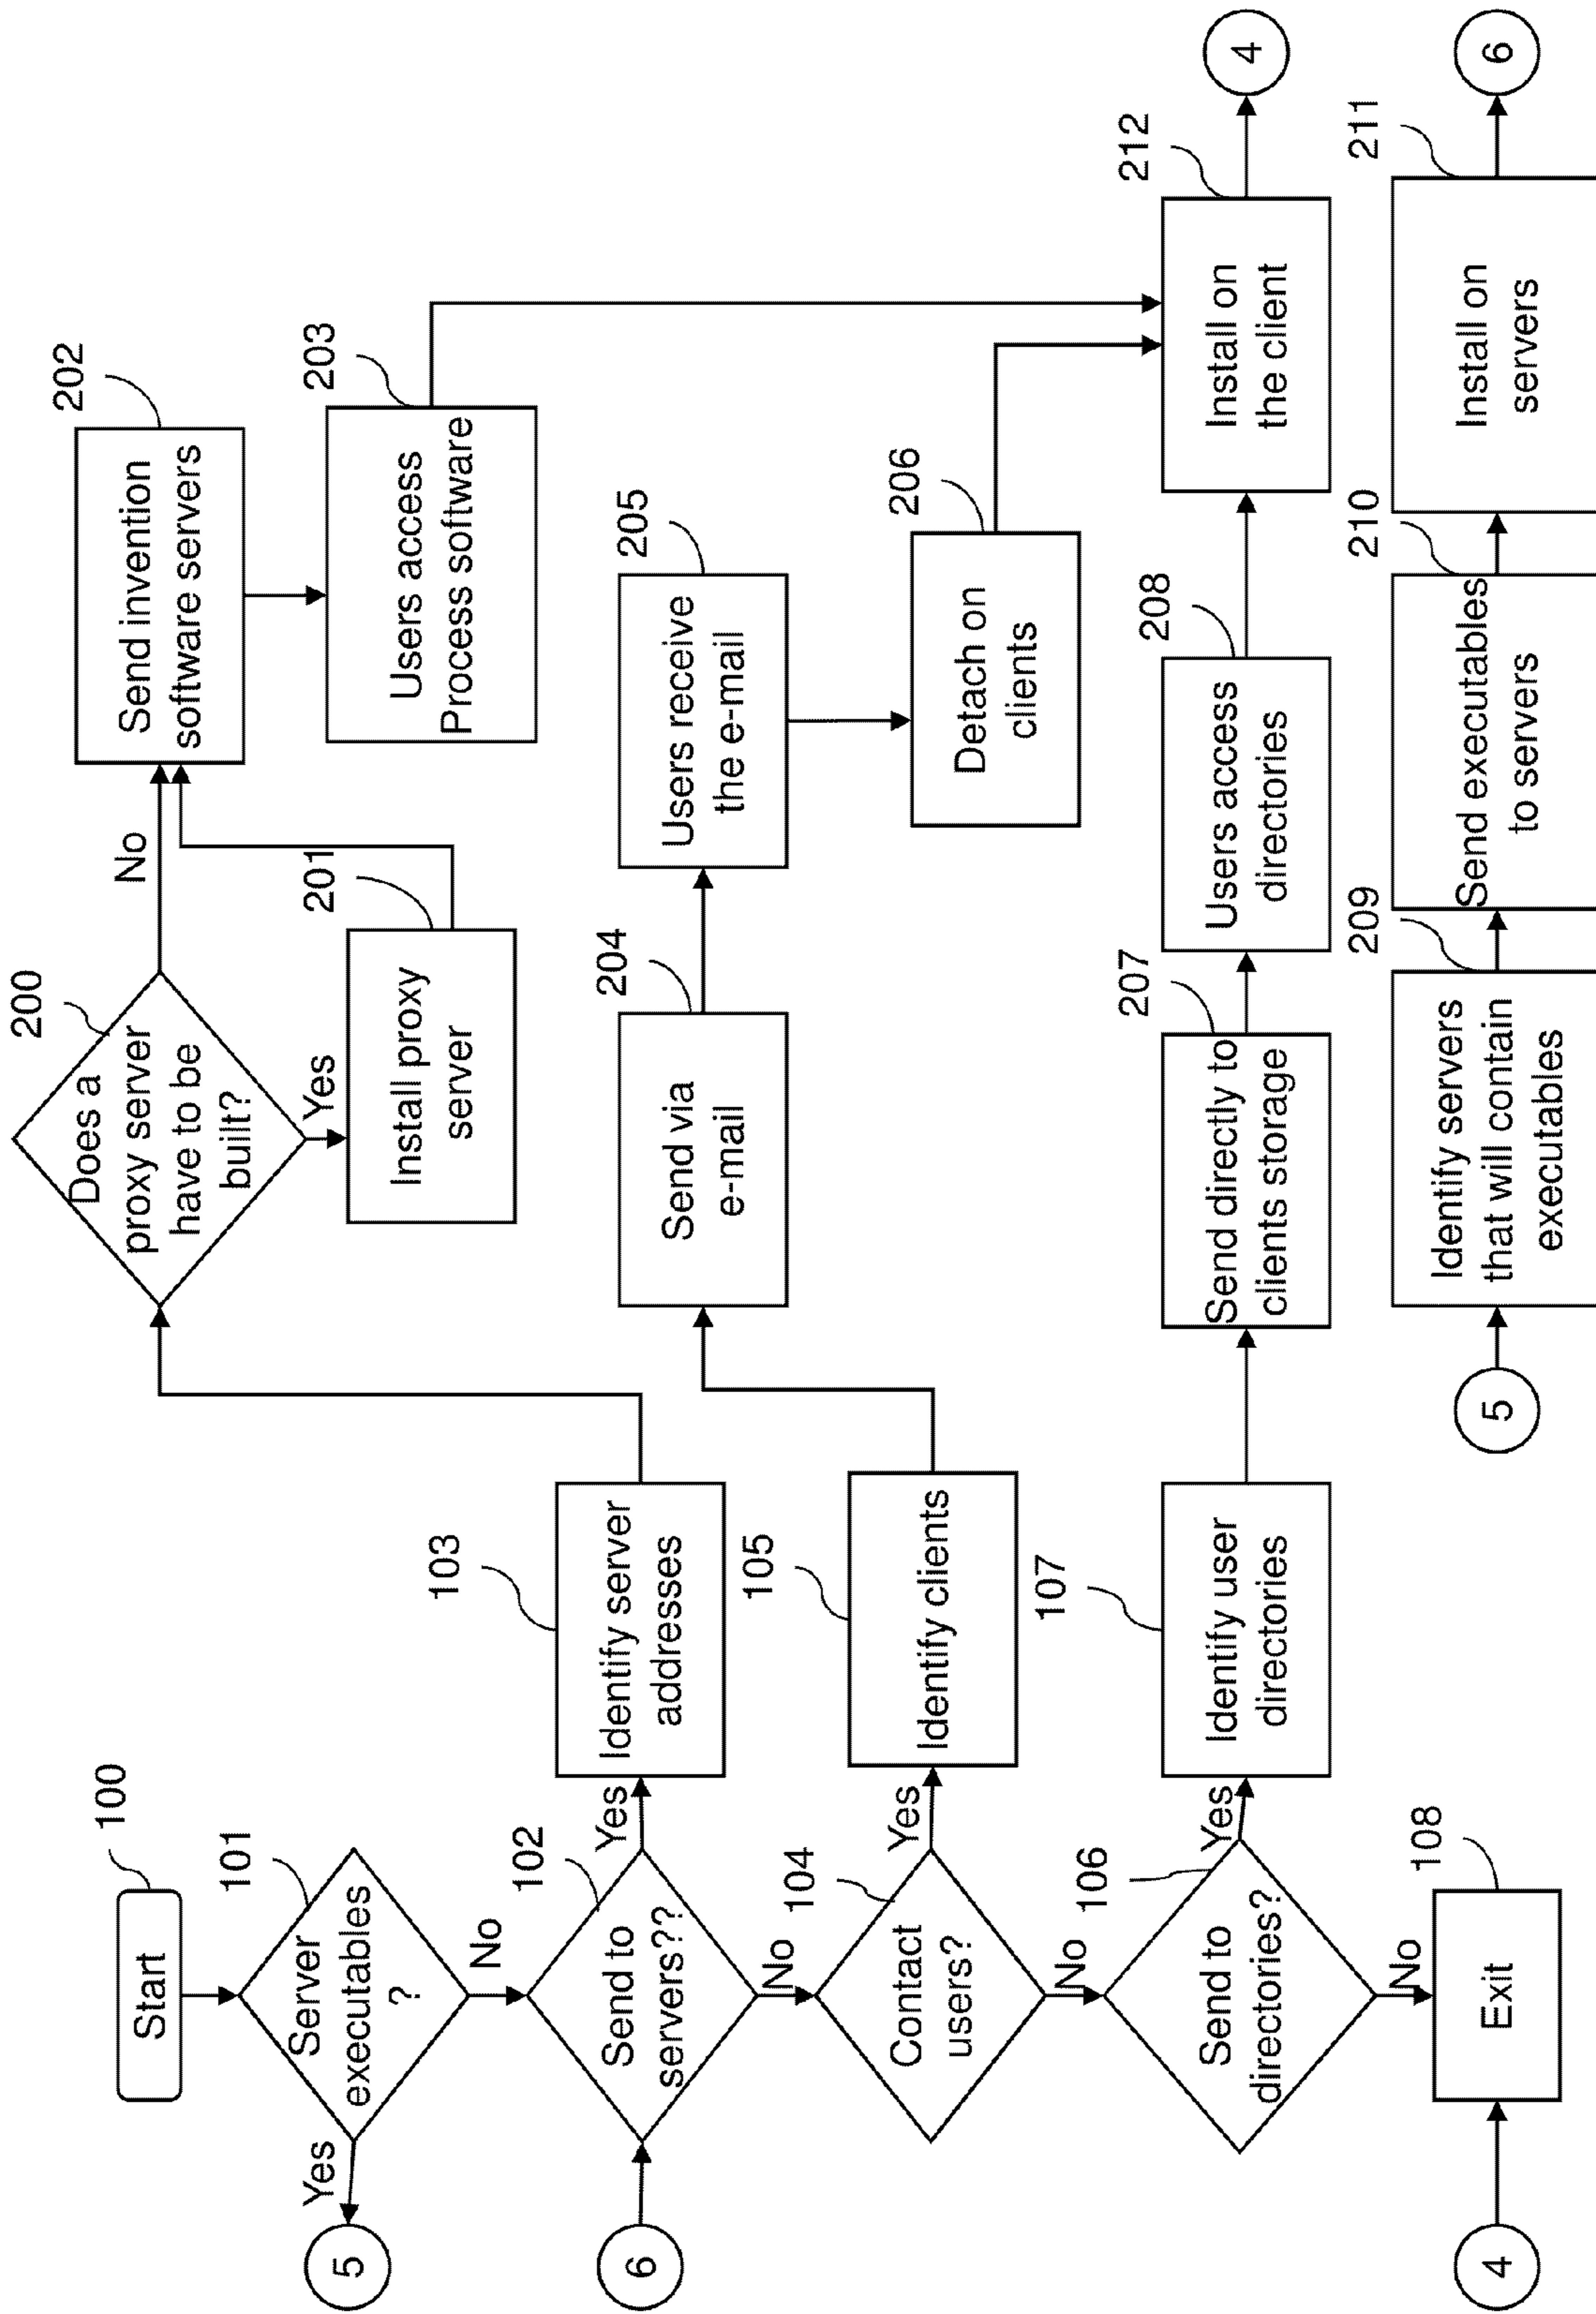 100
Start
101
Server
executables
?
Yes
5
No
102
Send to
servers??
6
Yes
103
Identify server
addresses
No
104
Contact
users?
Yes
105
Identify clients
No
106
Send to
directories?
Yes
107
Identify user
directories
No
108
Exit
4
200
Does a
proxy server
have to be
built?
No
Yes
201
Install proxy
server
202
Send invention
software servers
203
Users access
Process software
204
Send via
e-mail
205
Users receive
the e-mail
206
Detach on
clients
207
Send directly to
clients storage
208
Users access
directories
212
Install on
the client
4
5
209
Identify servers
that will contain
executables
210
Send executables
to servers
211
Install on
servers
6